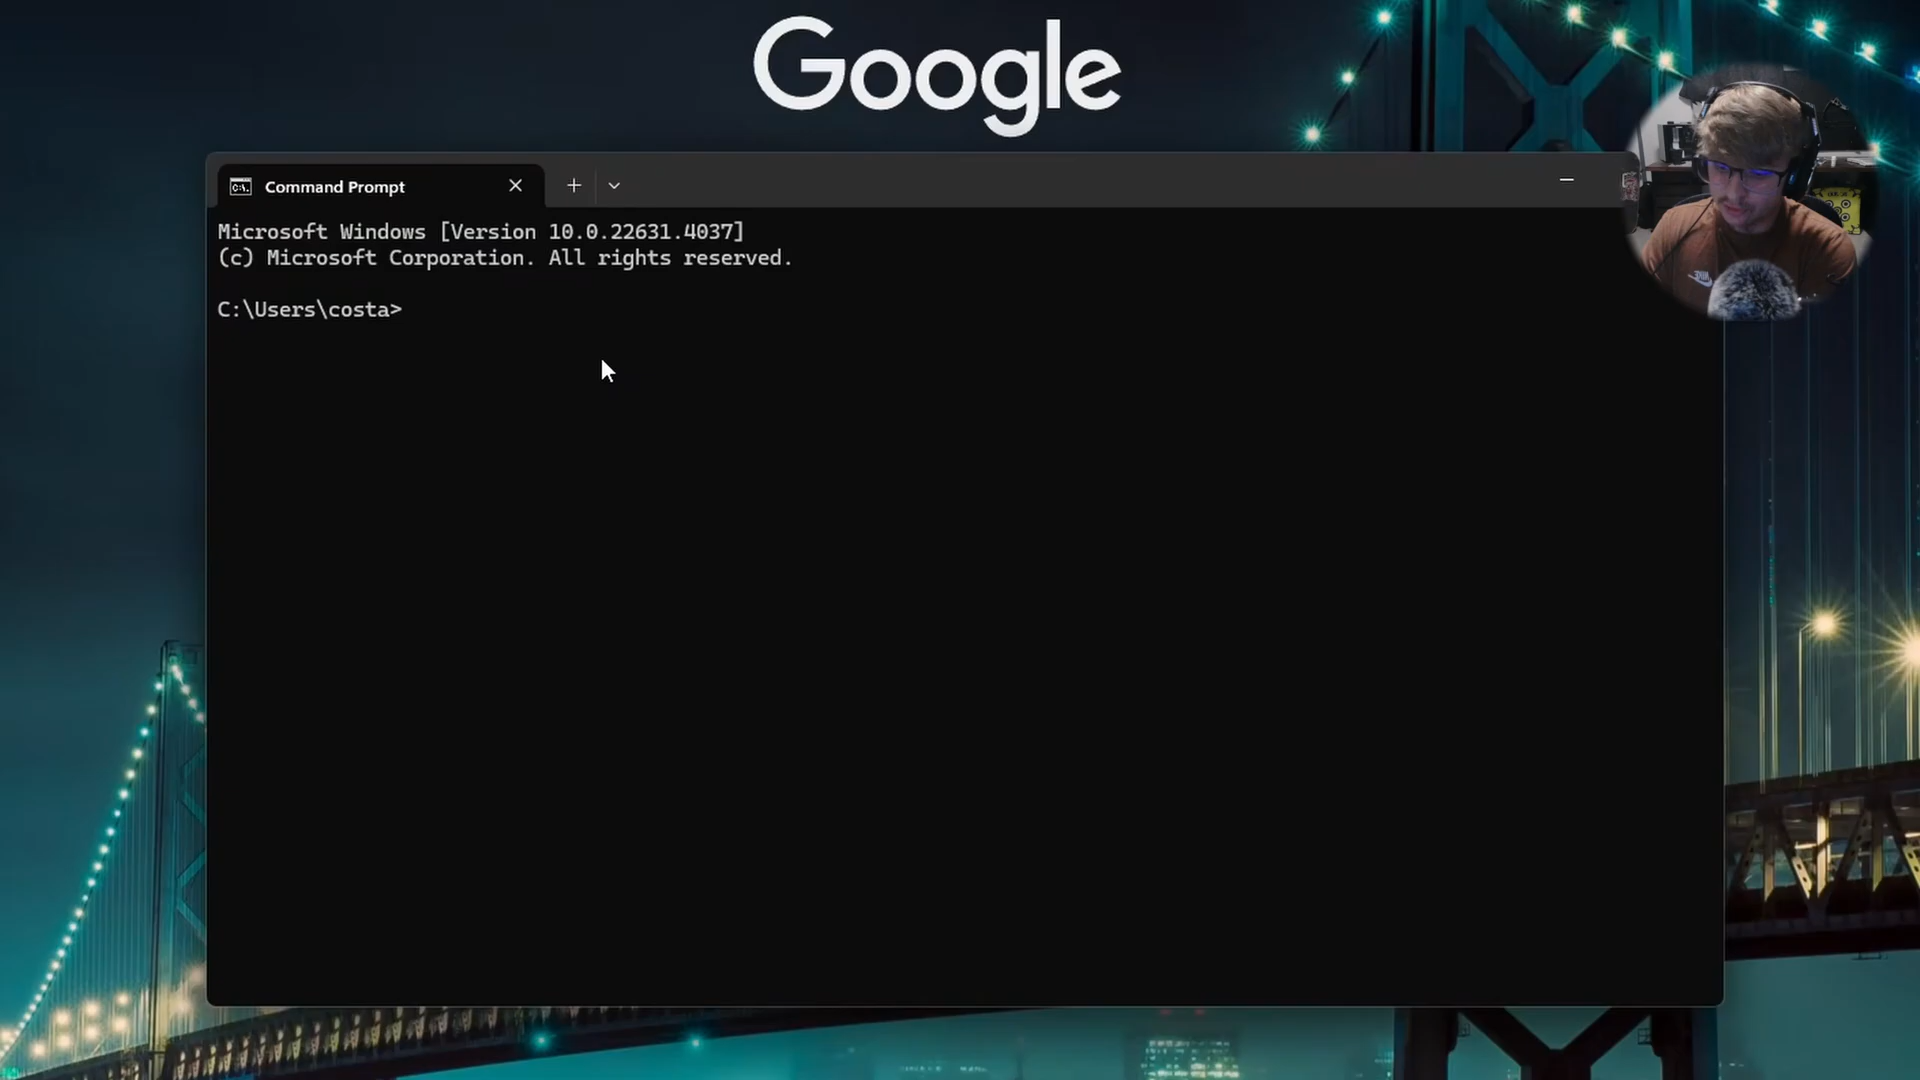 Google
Command Prompt
Microsoft Windows [Version 10.0.22631.4037]
(c) Microsoft Corporation. All rights reserved.
C:\Users\costa>